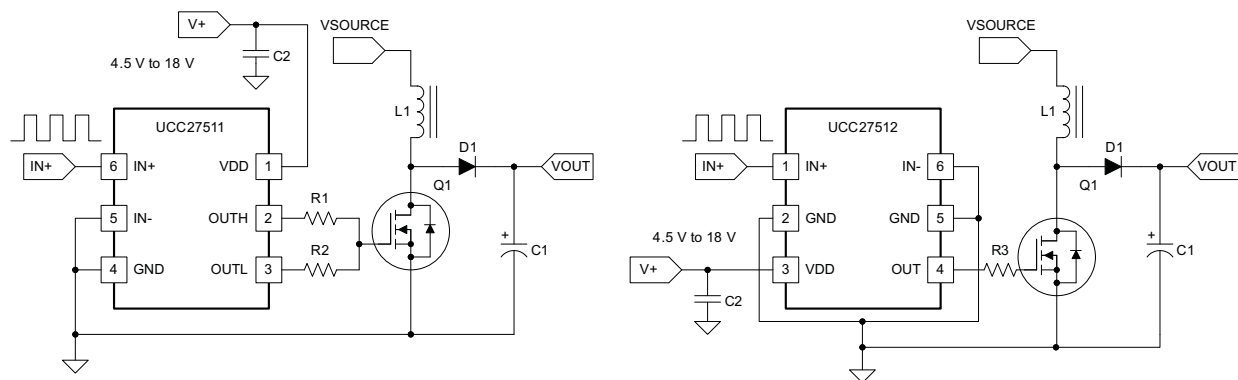 V+
C2
4.5 V to 18 V
VSOURCE
L1
UCC27511
IN+
6
IN+
VDD
1
D1
VOUT
Q1
5
IN-
OUTH
2
R1
4
GND
OUTL
3
R2
+
C1
VSOURCE
L1
UCC27512
IN+
1
IN+
IN-
6
D1
VOUT
Q1
2
GND
GND
5
4.5 V to 18 V
V+
3
VDD
OUT
4
R3
C2
+
C1